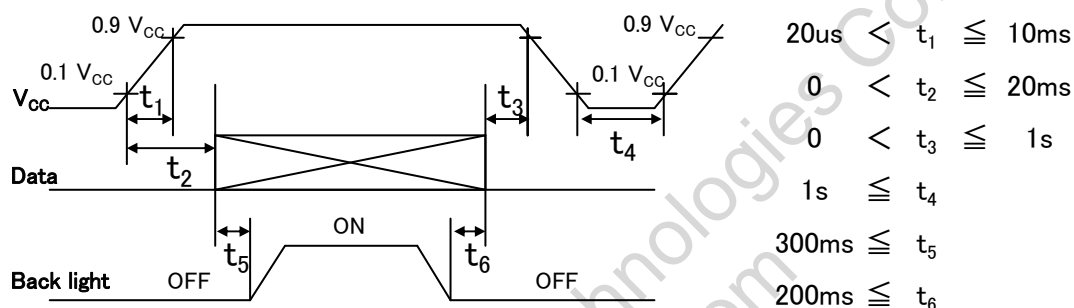 0.9 VCC
0.9 VCC
20us < t1 ≦ 10ms
0.1 VCC
0.1 VCC
VCC
t1
t3
0 < t2 ≦ 20ms
t2
t4
0 < t3 ≦ 1s
Data
1s ≦ t4
ON
t5
t6
300ms ≦ t5
Back light
OFF
OFF
200ms ≦ t6